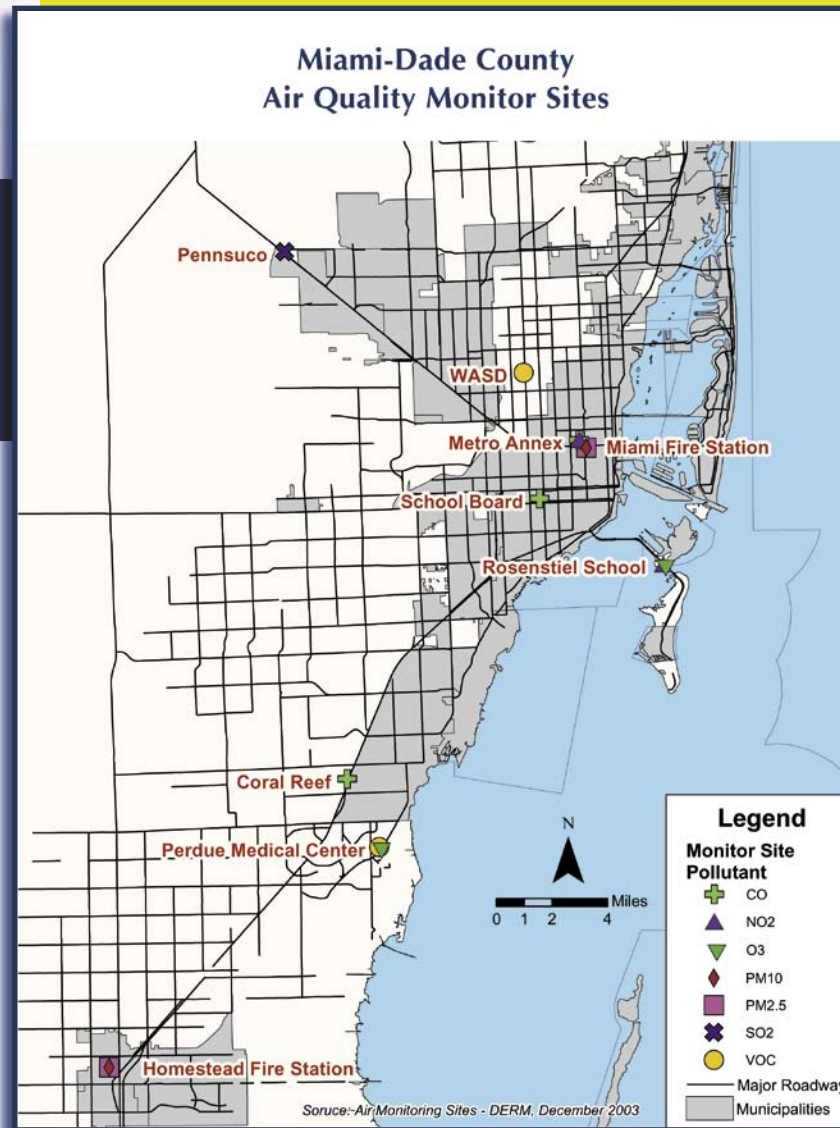 Miami-Dade County
Air Quality Monitor Sites
Pennsuco
WASD
Metro Annex
Miami Fire Station
School Board
Rosenstiel School
Coral Reef
Perdue Medical Center
Homestead Fire Station
N
Miles
0 1 2 4
Legend
Monitor Site
Pollutant
CO
NO2
O3
PM10
PM2.5
SO2
VOC
Major Roadway
Municipalities
Soruce: Air Monitoring Sites - DERM, December 2003